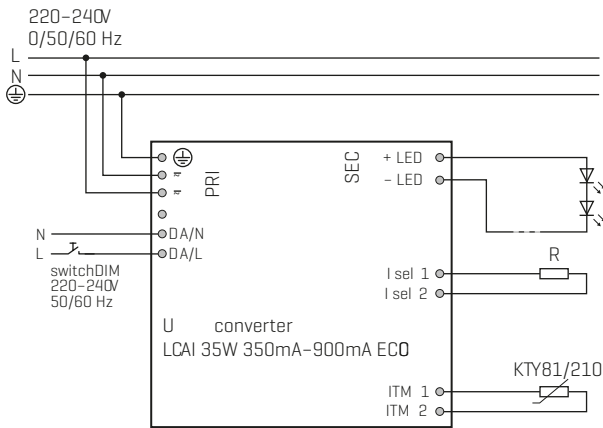 220–240V
0/50/60 Hz
L
N
PRI
SEC
+ LED
– LED
N
DA/N
L
DA/L
switchDIM
220–240V
50/60 Hz
I sel 1
I sel 2
R
U converter
LCAI 35W 350mA–900mA ECO
KTY81/210
ITM 1
ITM 2